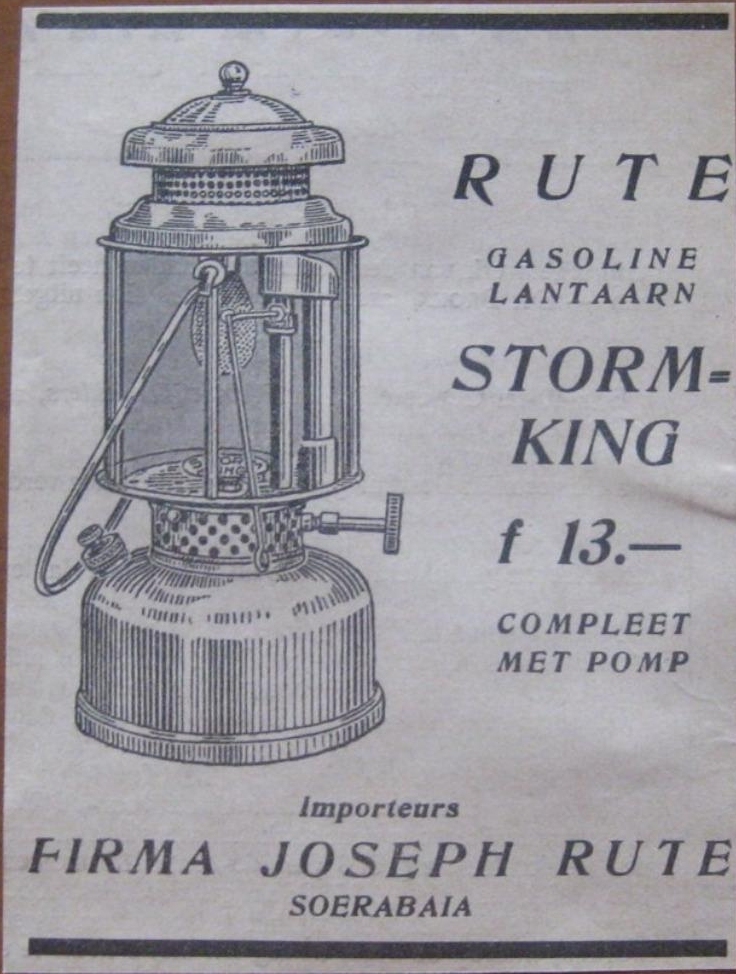 RUTE
GASOLINE
LANTAARN
STORM=
KING
f 13.—
COMPLEET
MET POMP
Importeurs
FIRMA JOSEPH RUTE
SOERABAIA